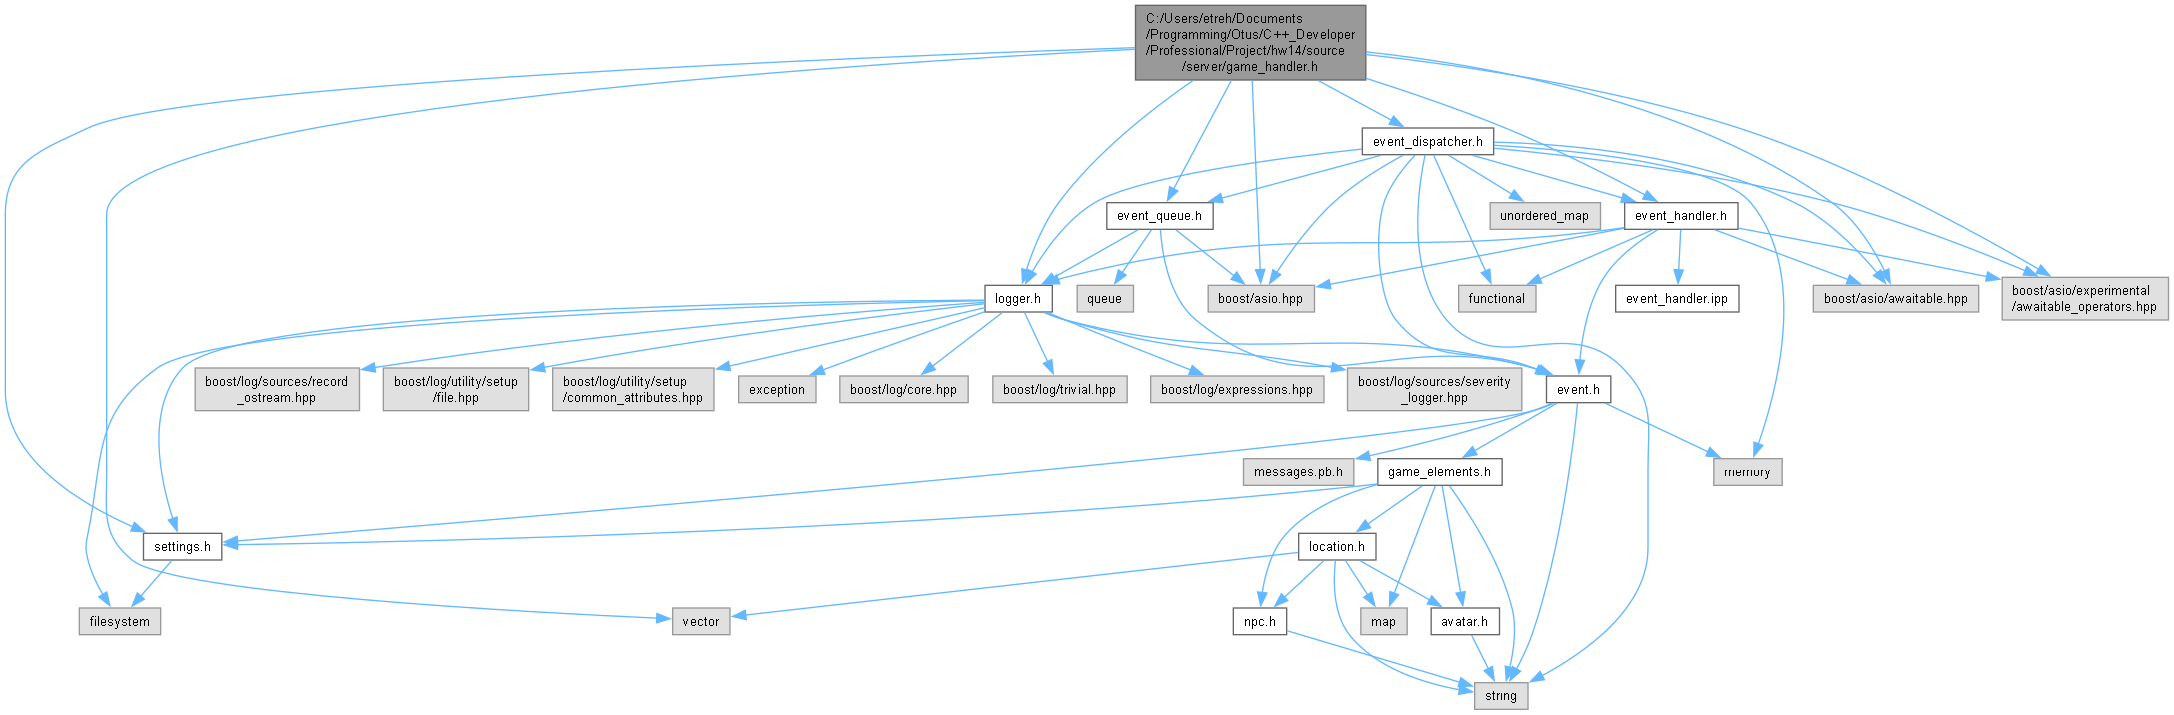 C:/Users/etreh/Documents
/Programming/Otus/C++_Developer
/Professional/Project/hw14/source
/server/game_handler.h
event_dispatcher.h
event_queue.h
unordered_map
event_handler.h
logger.h
queue
boost/asio.hpp
functional
event_handler.ipp
boost/asio/awaitable.hpp
boost/asio/experimental
/awaitable_operators.hpp
boost/log/sources/record
_ostream.hpp
boost/log/utility/setup
/file.hpp
boost/log/utility/setup
/common_attributes.hpp
exception
boost/log/core.hpp
boost/log/trivial.hpp
boost/log/expressions.hpp
boost/log/sources/severity
_logger.hpp
event.h
messages.pb.h
game_elements.h
memory
settings.h
location.h
filesystem
vector
npc.h
map
avatar.h
string